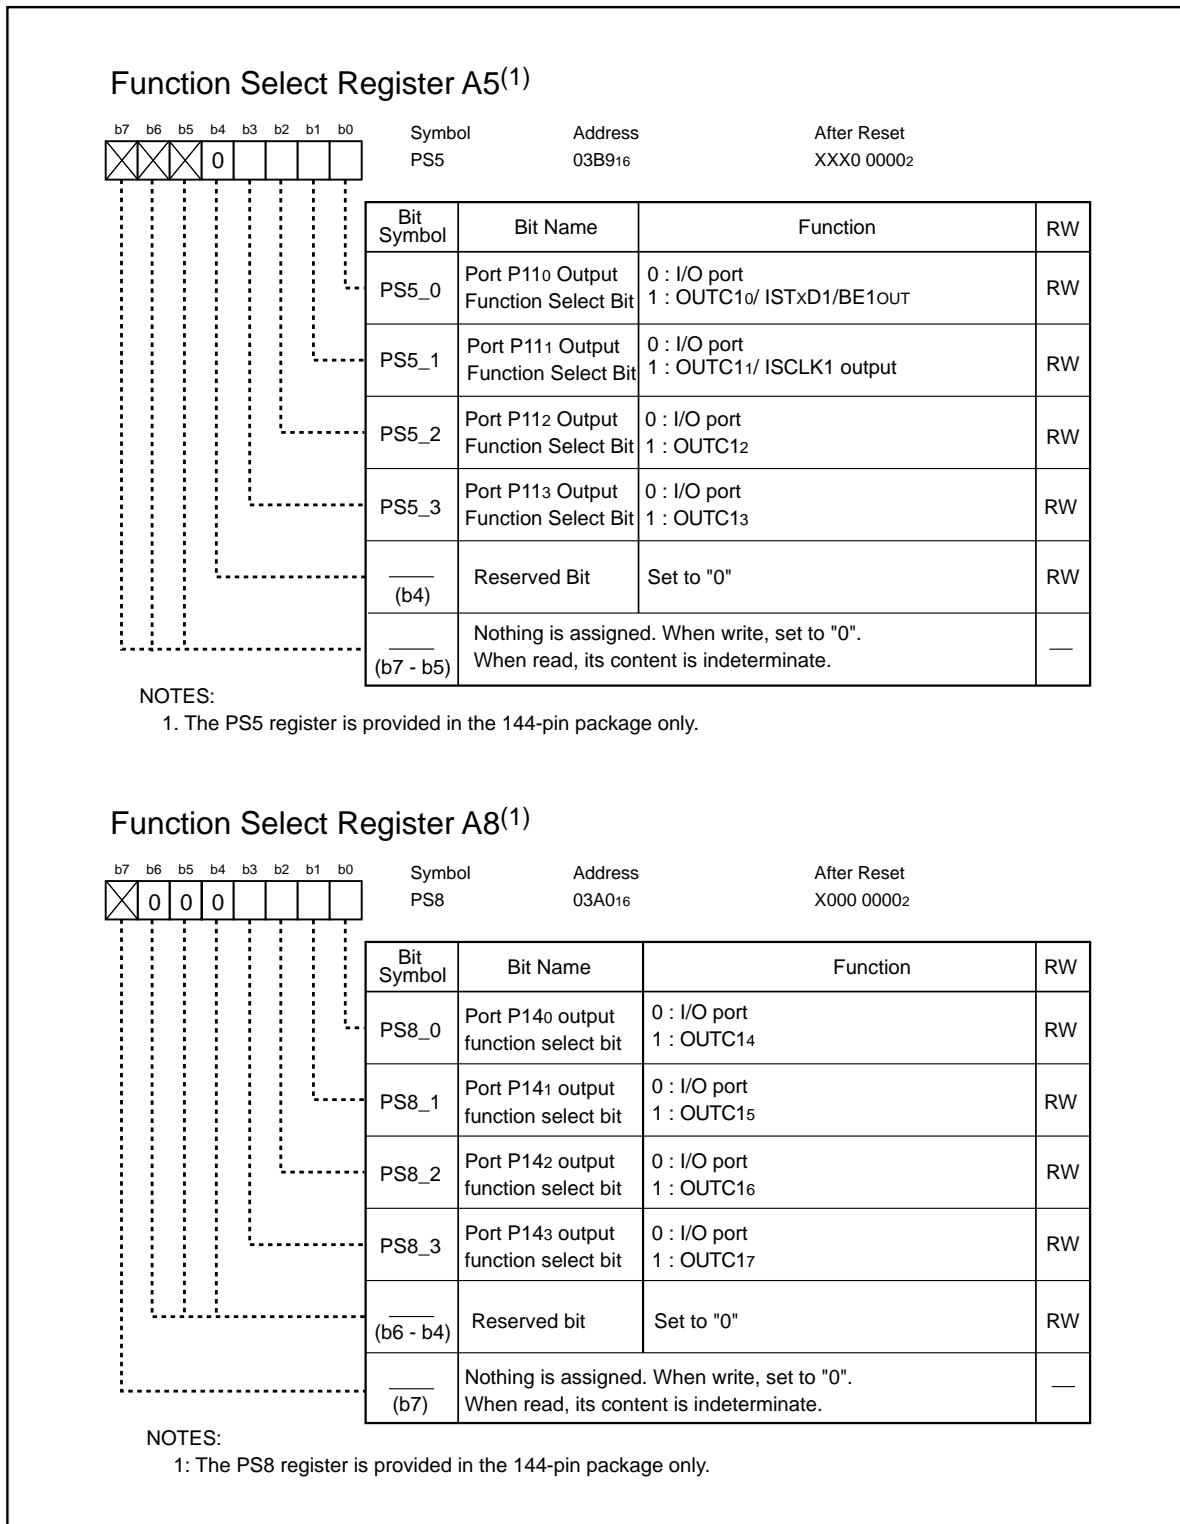 Function Select Register A5(1)
b7 b6 b5 b4 b3 b2 b1 b0
0
Symbol Address After Reset
PS5 03B916 XXX0 00002
Bit Symbol Bit Name Function RW
PS5_0 Port P110 Output Function Select Bit 0 : I/O port 1 : OUTC10/ ISTxD1/BE1OUT RW
PS5_1 Port P111 Output Function Select Bit 0 : I/O port 1 : OUTC11/ ISCLK1 output RW
PS5_2 Port P112 Output Function Select Bit 0 : I/O port 1 : OUTC12 RW
PS5_3 Port P113 Output Function Select Bit 0 : I/O port 1 : OUTC13 RW
(b4) Reserved Bit Set to "0" RW
(b7 - b5) Nothing is assigned. When write, set to "0". When read, its content is indeterminate. —
NOTES:
1. The PS5 register is provided in the 144-pin package only.
Function Select Register A8(1)
b7 b6 b5 b4 b3 b2 b1 b0
0 0 0
Symbol Address After Reset
PS8 03A016 X000 00002
Bit Symbol Bit Name Function RW
PS8_0 Port P140 output function select bit 0 : I/O port 1 : OUTC14 RW
PS8_1 Port P141 output function select bit 0 : I/O port 1 : OUTC15 RW
PS8_2 Port P142 output function select bit 0 : I/O port 1 : OUTC16 RW
PS8_3 Port P143 output function select bit 0 : I/O port 1 : OUTC17 RW
(b6 - b4) Reserved bit Set to "0" RW
(b7) Nothing is assigned. When write, set to "0". When read, its content is indeterminate. —
NOTES:
1: The PS8 register is provided in the 144-pin package only.